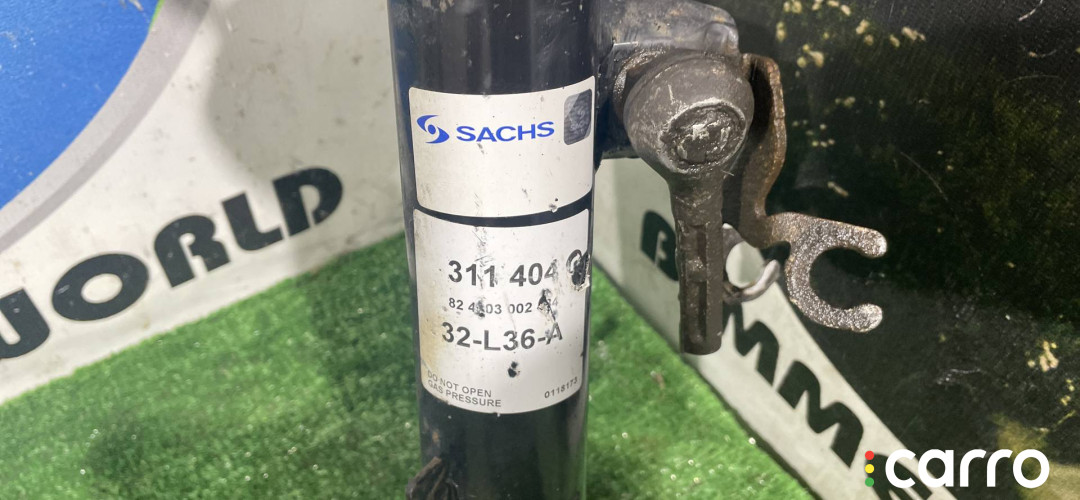 SACHS
311 404
32-L36-A
DO NOT OPEN
GAS PRESSURE
0118173
WORLD
carro